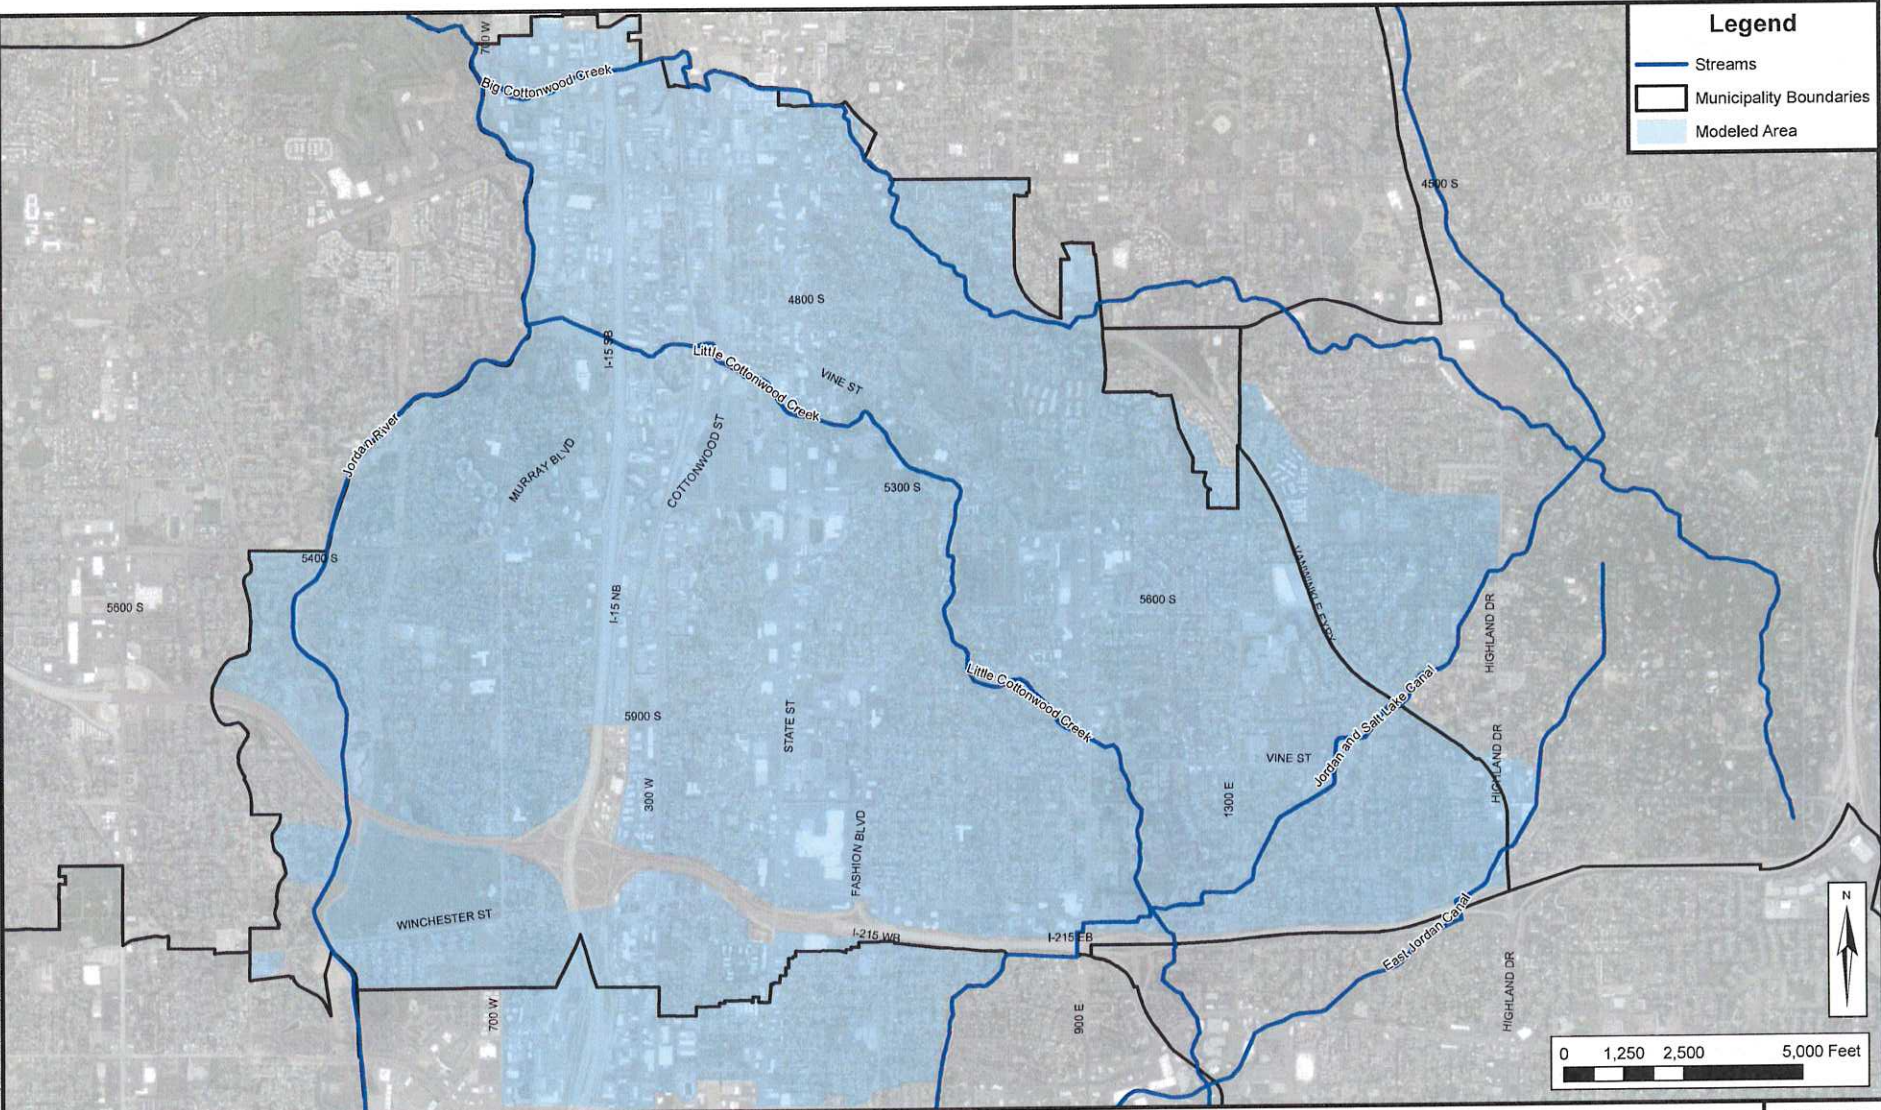 Legend
Streams
Municipality Boundaries
Modeled Area
700 W
Big Cottonwood Creek
4500 S
4800 S
I-15 SB
Little Cottonwood Creek
VINE ST
Jordan River
MURRAY BLVD
COTTONWOOD ST
5300 S
5400 S
5600 S
I-15 NB
5600 S
VANWINKLE EXPY
HIGHLAND DR
Little Cottonwood Creek
Jordan and Salt Lake Canal
5900 S
STATE ST
VINE ST
HIGHLAND DR
300 W
1300 E
FASHION BLVD
WINCHESTER ST
I-215 WB
I-215 EB
East Jordan Canal
N
700 W
900 E
HIGHLAND DR
0 1,250 2,500 5,000 Feet